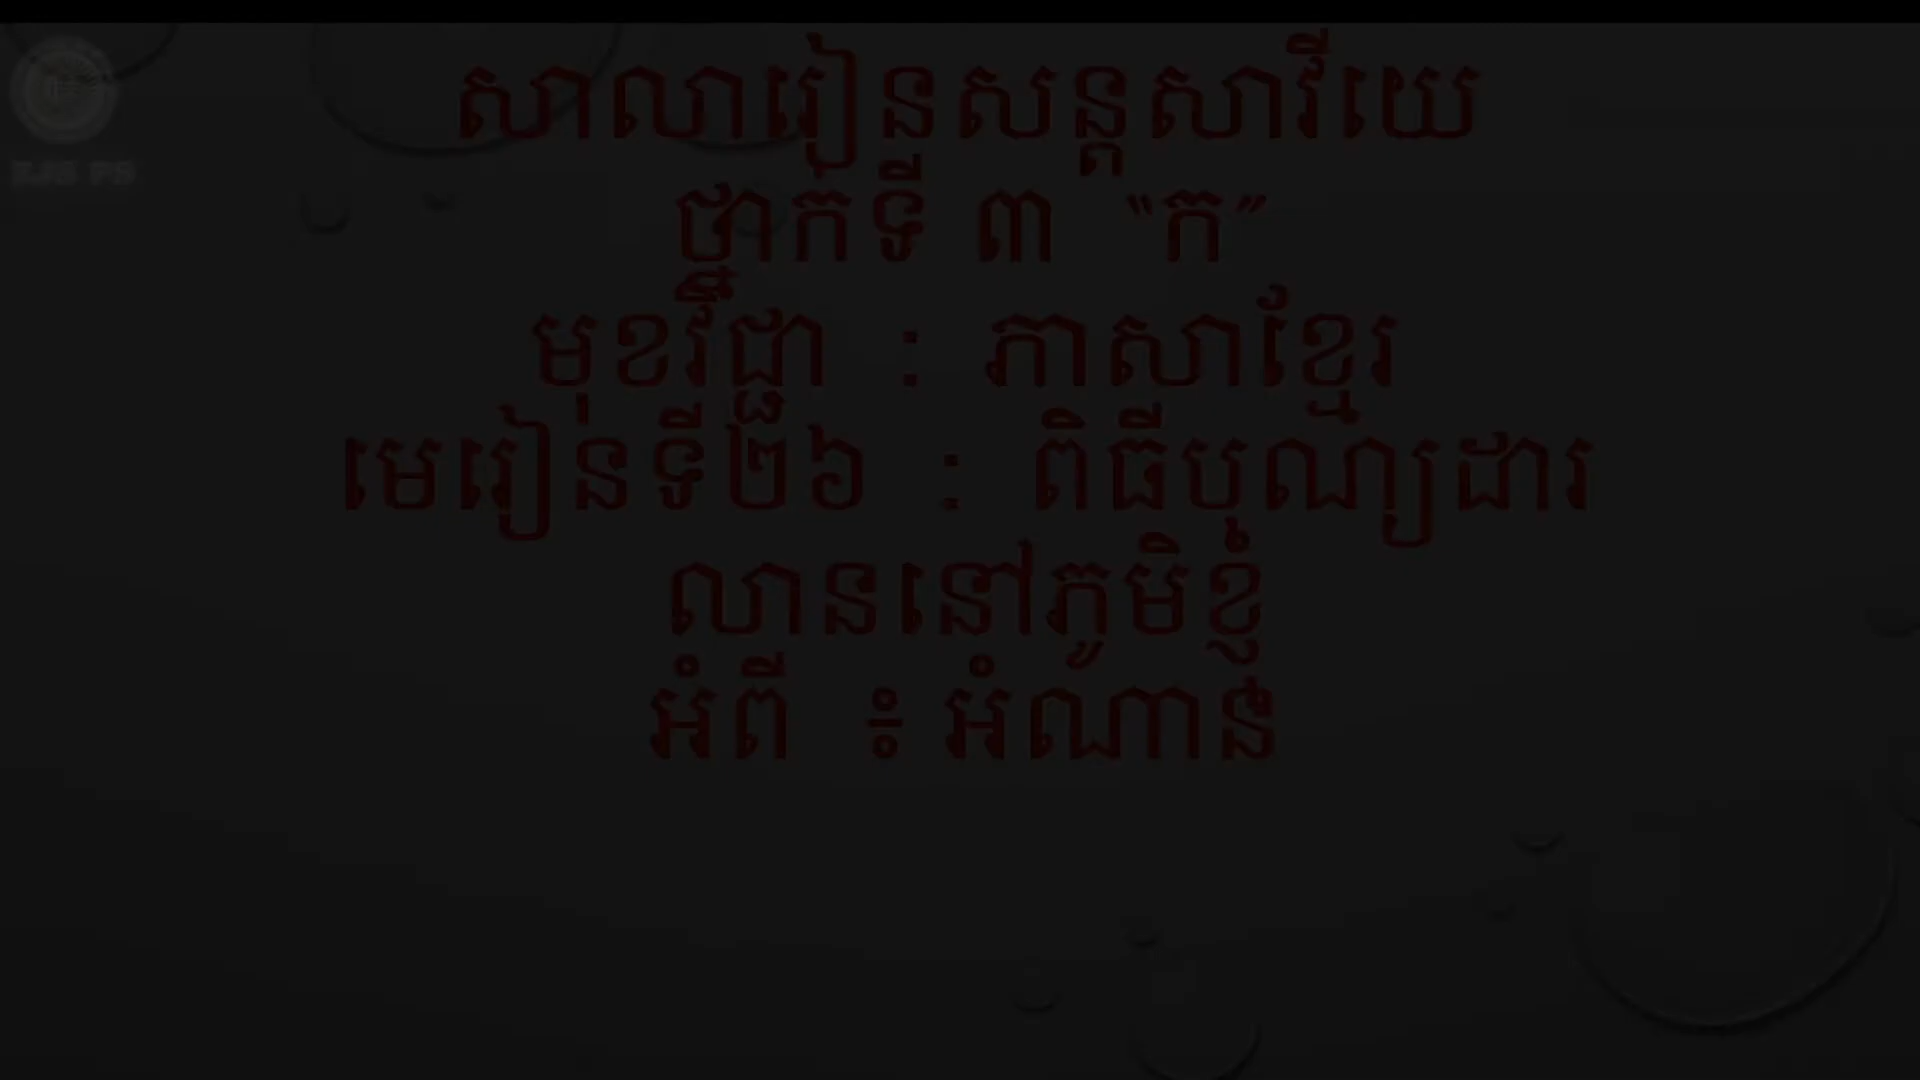 សាលារៀនសន្តសាវីយេ
ថ្នាក់ទី ៣ “ក”
មុខវិជ្ជា : ភាសាខ្មែរ
មេរៀនទី២៦ : ពិធីបុណ្យដារ
លាននៅភូមិខ្ញុំ
អំពី ៖ អំណាន